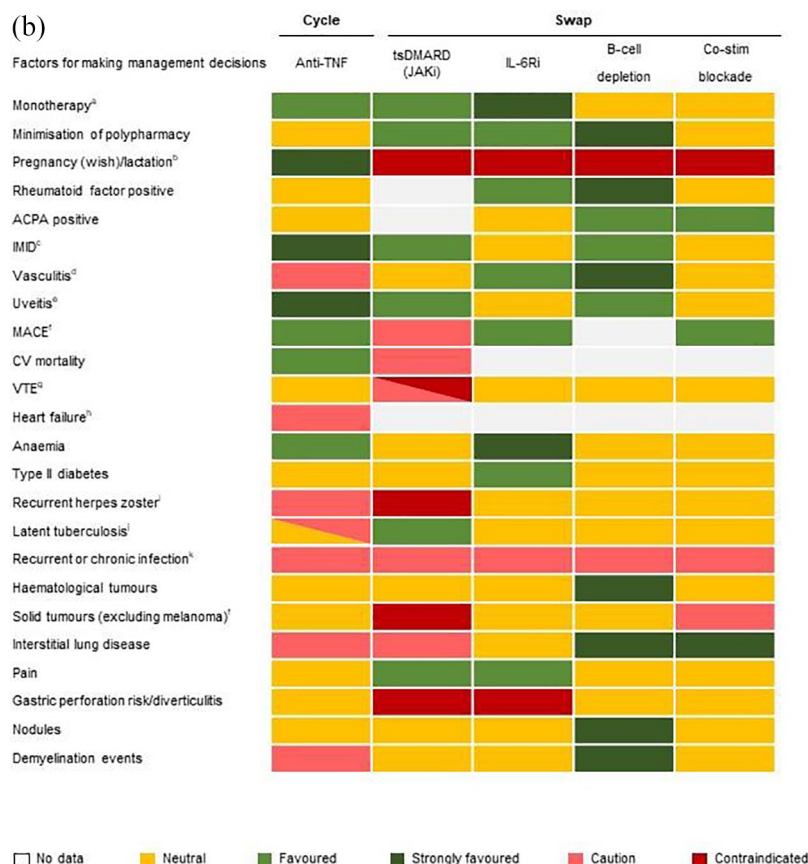 (b)
Cycle Swap
Factors for making management decisions Anti-TNF tsDMARD (JAKi) IL-6Ri B-cell depletion Co-stim blockade
Monotherapyᵃ
Minimisation of polypharmacy
Pregnancy (wish)/lactationᵇ
Rheumatoid factor positive
ACPA positive
IMIDᶜ
Vasculitisᵈ
Uveitisᵉ
MACEᶠ
CV mortality
VTEᵍ
Heart failureʰ
Anaemia
Type II diabetes
Recurrent herpes zosterⁱ
Latent tuberculosisʲ
Recurrent or chronic infectionᵏ
Haematological tumours
Solid tumours (excluding melanoma)ᶠ
Interstitial lung disease
Pain
Gastric perforation risk/diverticulitis
Nodules
Demyelination events
No data Neutral Favoured Strongly favoured Caution Contraindicated